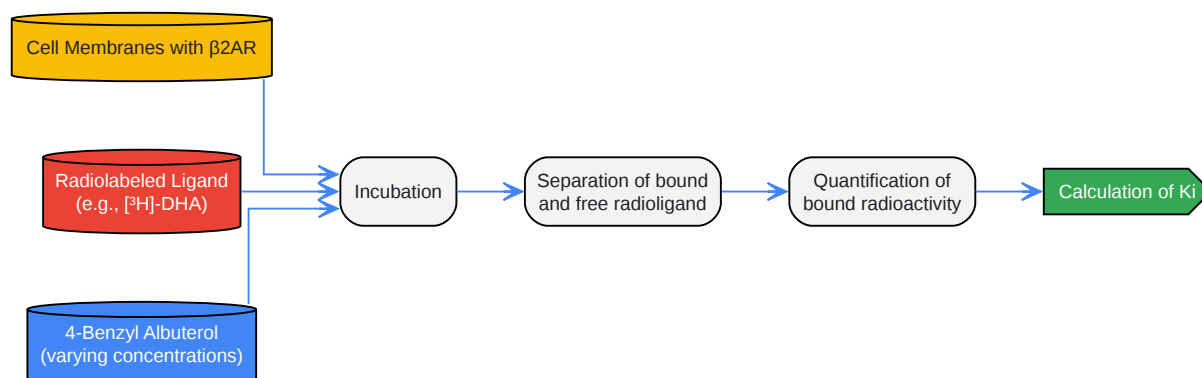 Cell Membranes with β2AR
Radiolabeled Ligand
(e.g., [³H]-DHA)
4-Benzyl Albuterol
(varying concentrations)
Incubation
Separation of bound
and free radioligand
Quantification of
bound radioactivity
Calculation of Ki